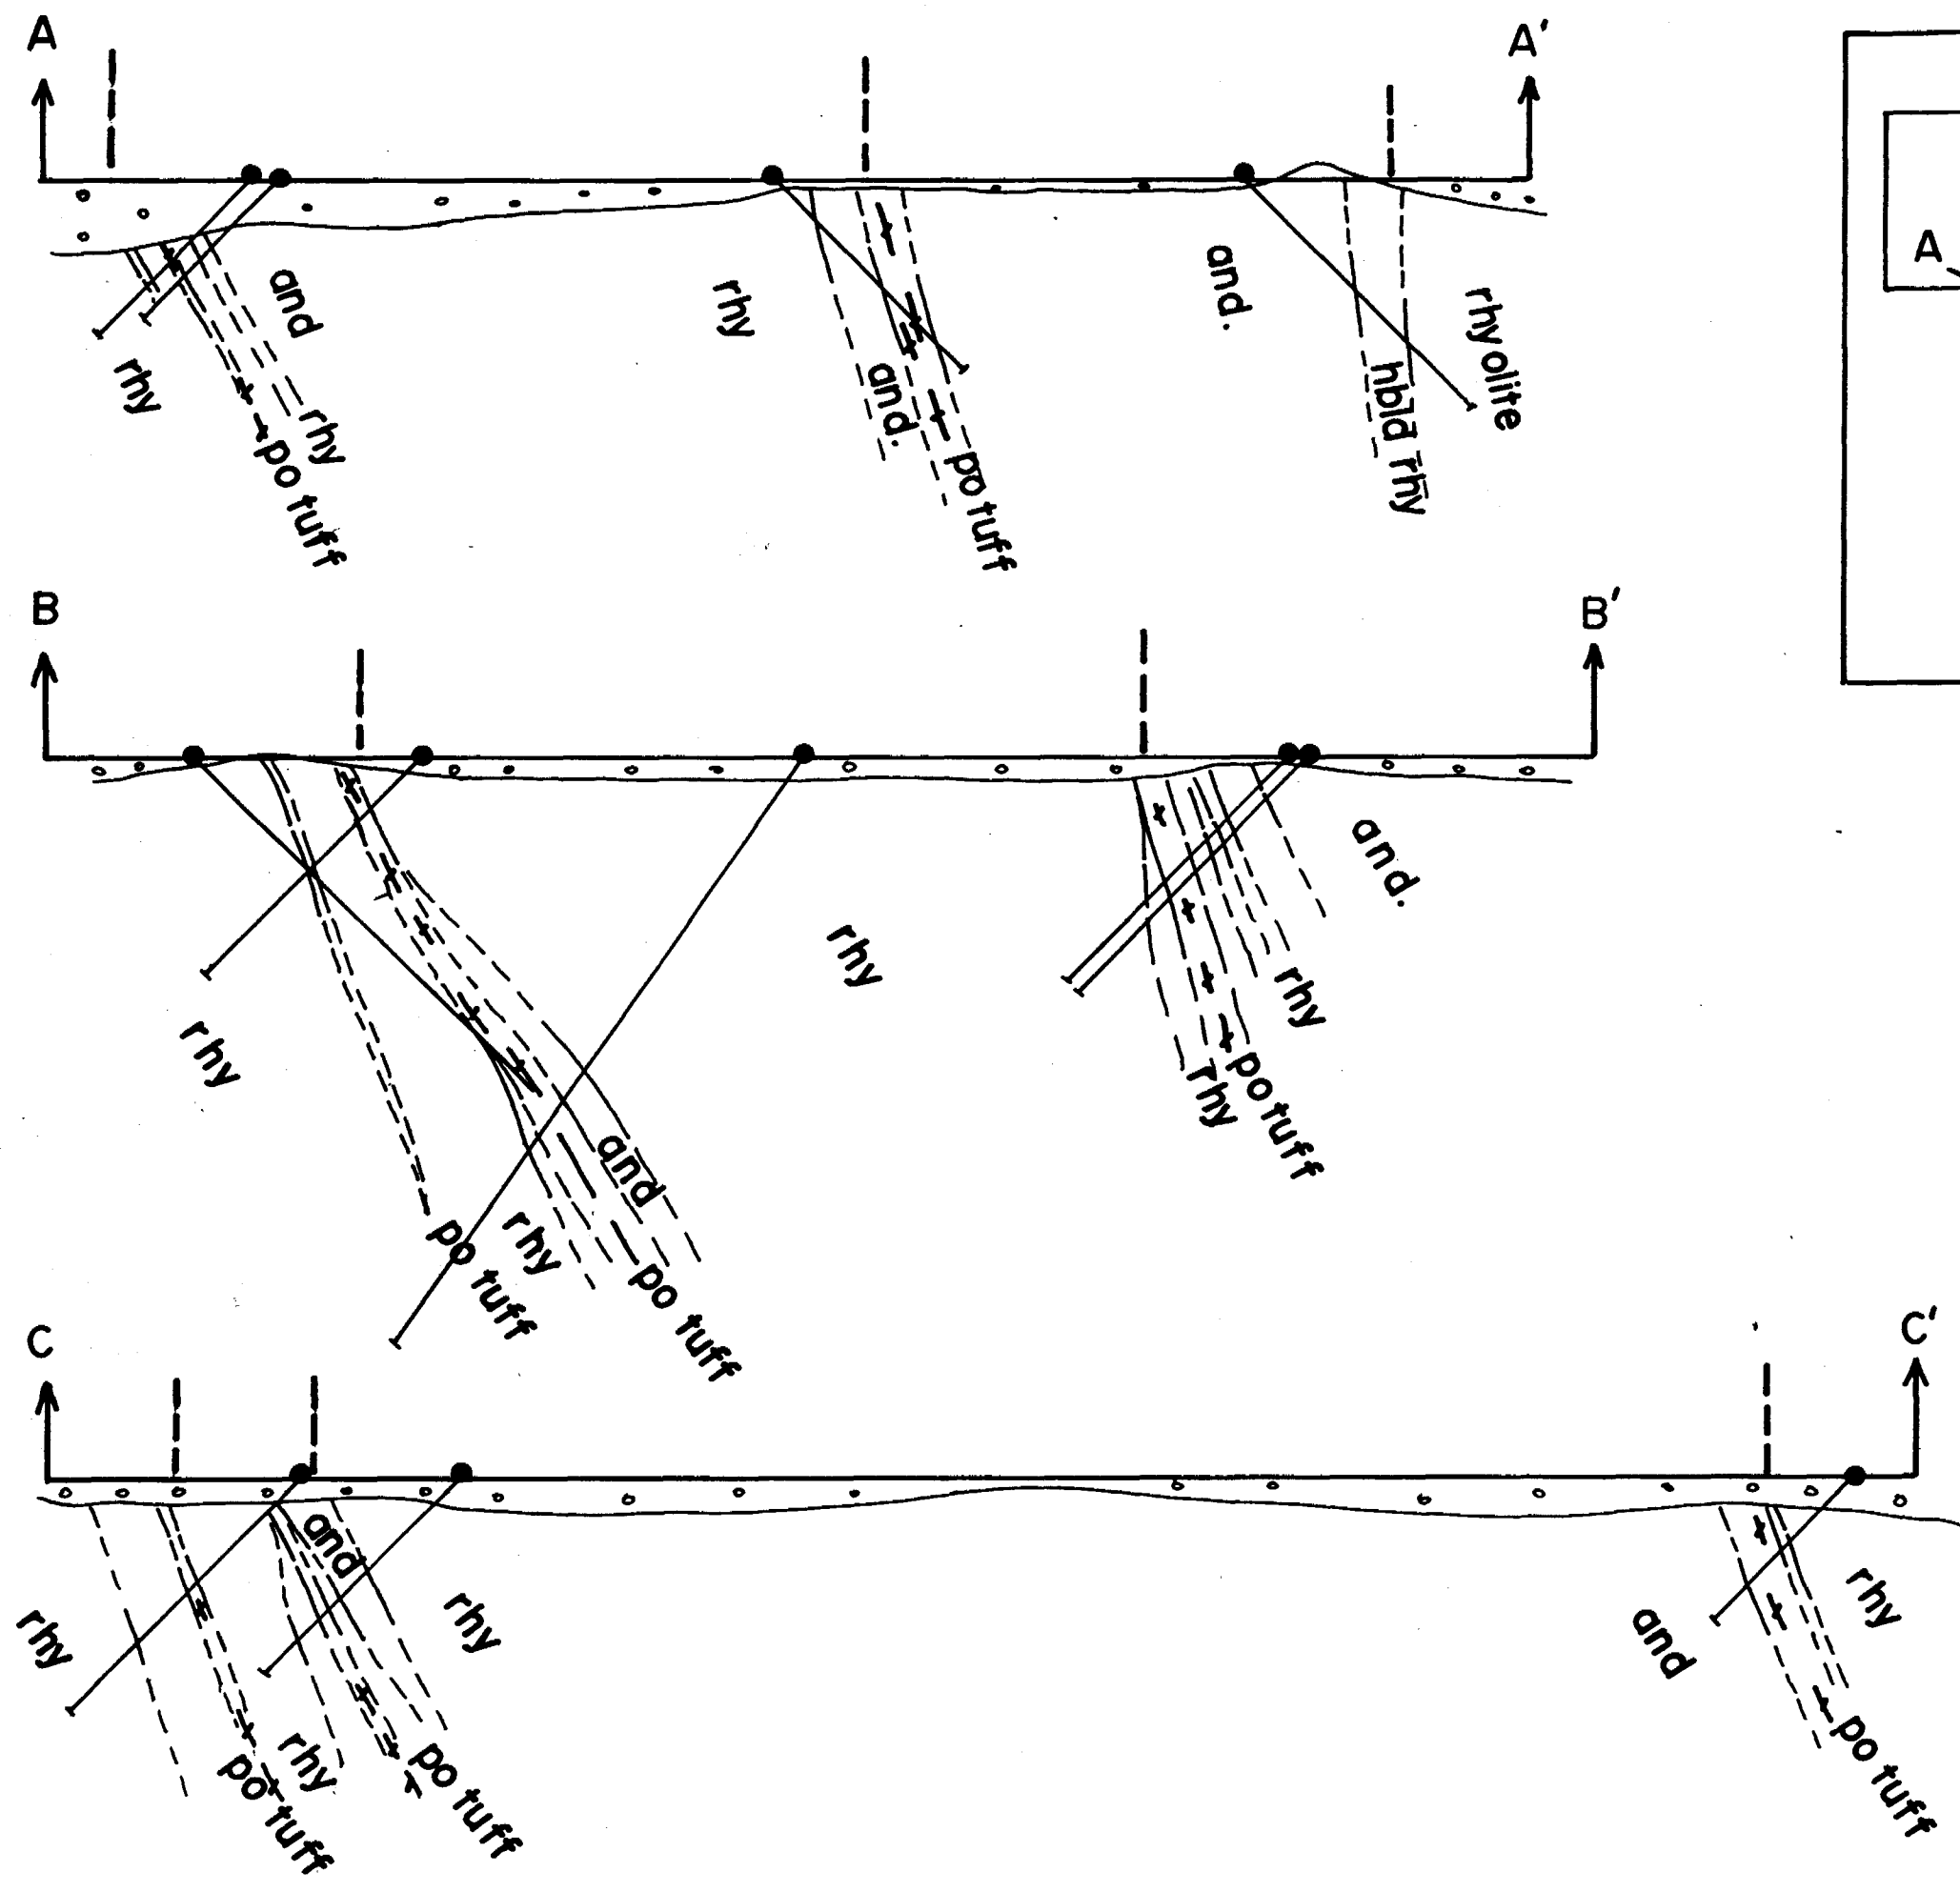 A
A'
A
rhy
and
rhy
po tuff
rhy
and.
po tuff
and.
hbld rhy
rhyolite
B
B'
rhy
po tuff
rhy
and
po tuff
rhy
rhy
po tuff
rhy
and.
C
C'
rhy
po tuff
rhy
and
po tuff
rhy
and
po tuff
rhy